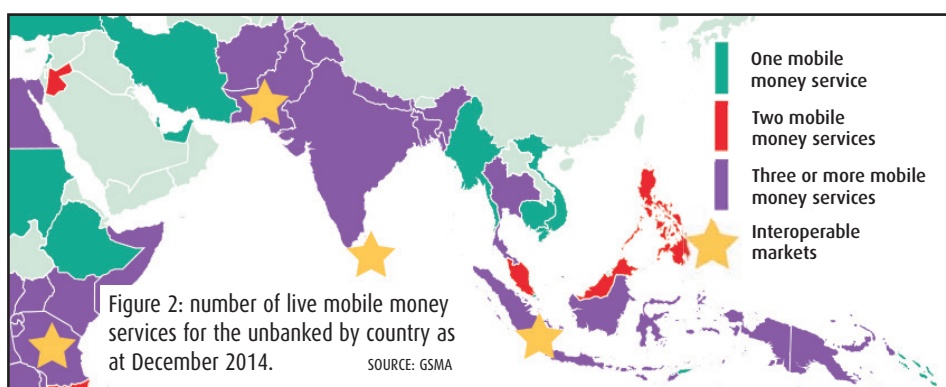 One mobile
money service
Two mobile
money services
Three or more mobile
money services
Interoperable
markets
Figure 2: number of live mobile money
services for the unbanked by country as
at December 2014.
SOURCE: GSMA